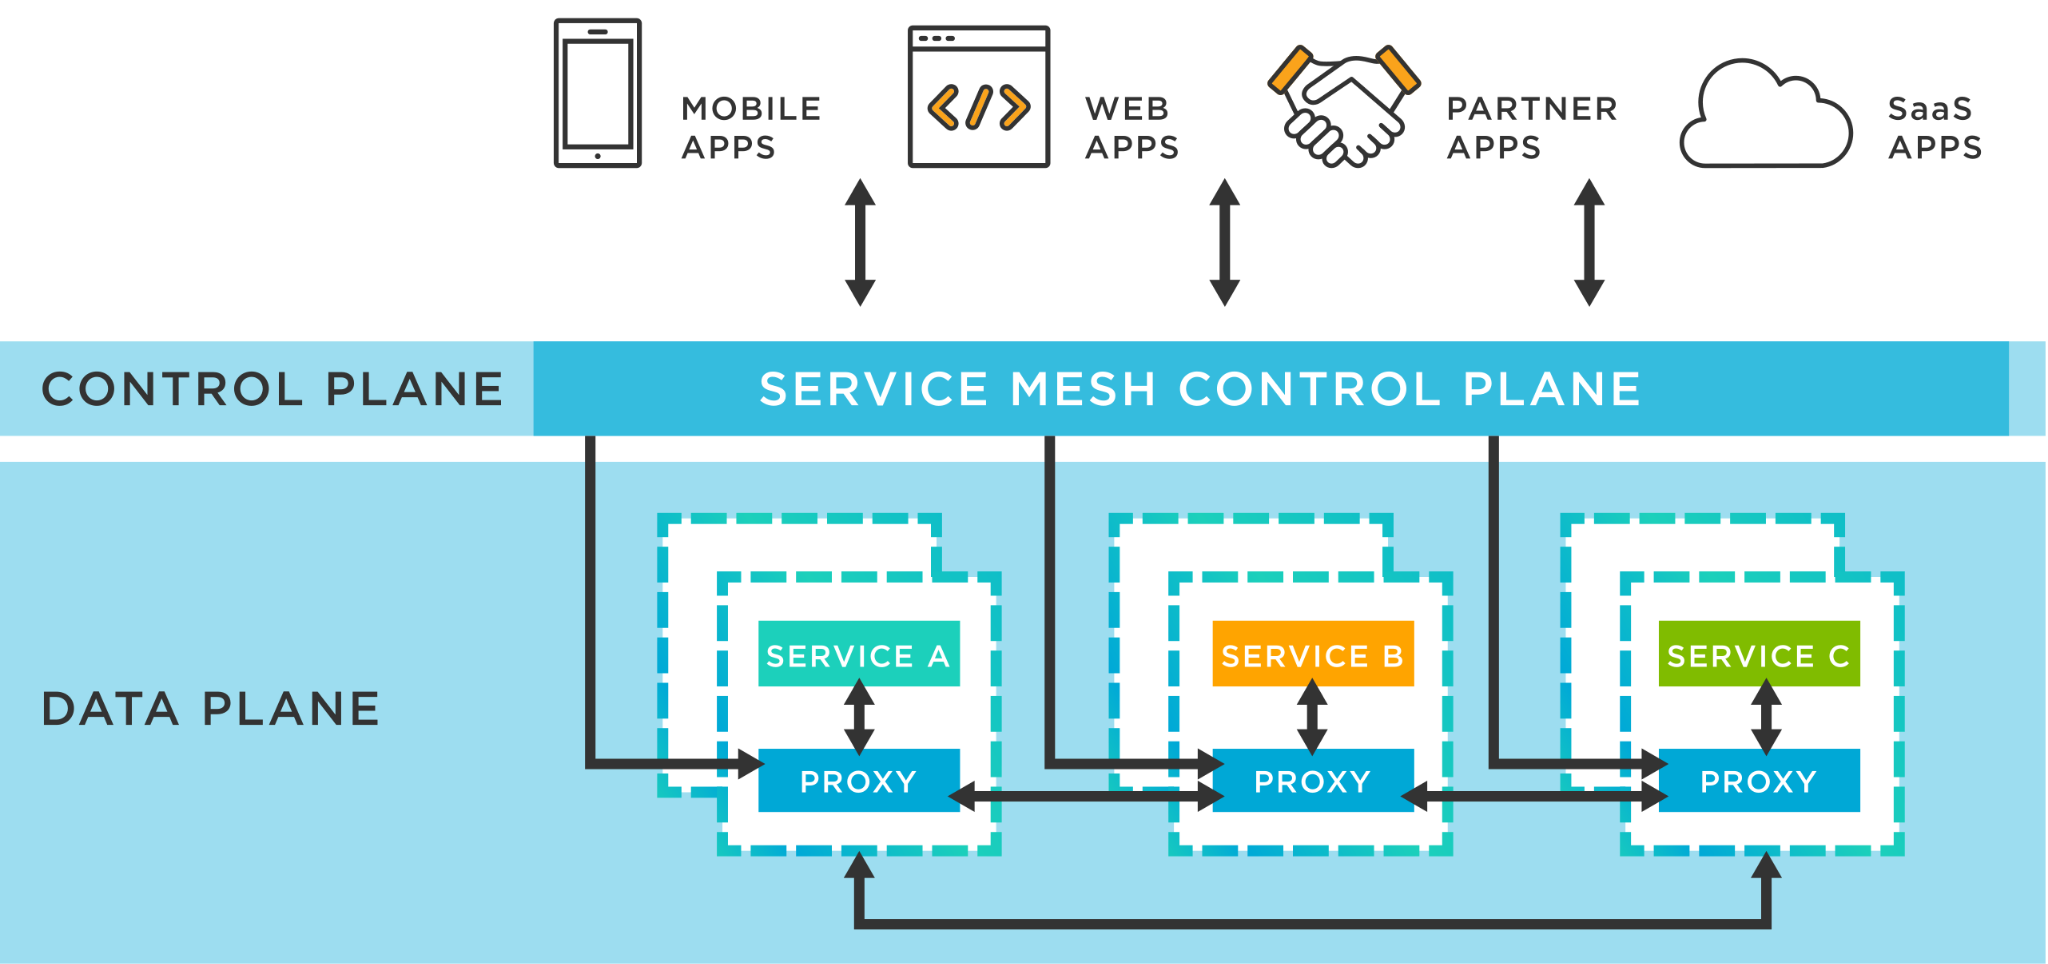 MOBILE
APPS
WEB
APPS
PARTNER
APPS
SaaS
APPS
CONTROL PLANE
SERVICE MESH CONTROL PLANE
DATA PLANE
SERVICE A
PROXY
SERVICE B
PROXY
SERVICE C
PROXY